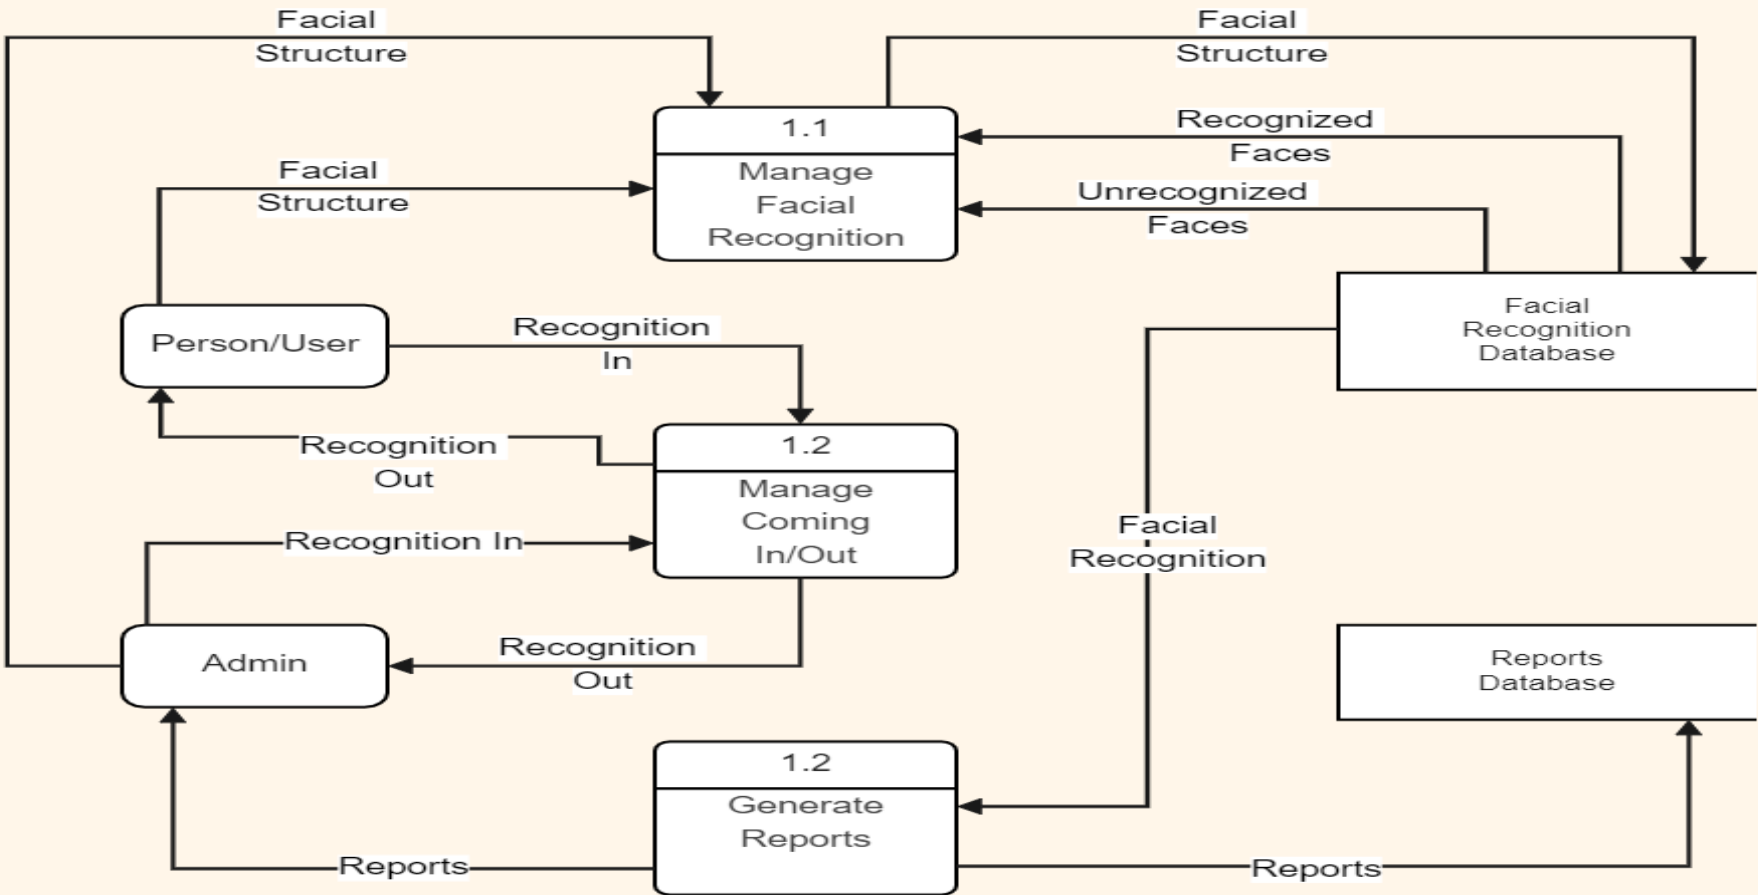 Facial
Structure
Facial
Structure
1.1
Manage
Facial
Recognition
Recognized
Faces
Unrecognized
Faces
Facial
Structure
Person/User
Recognition
In
Facial
Recognition
Database
Recognition
Out
1.2
Manage
Coming
In/Out
Recognition In
Facial
Recognition
Admin
Recognition
Out
Reports
Database
1.2
Generate
Reports
Reports
Reports